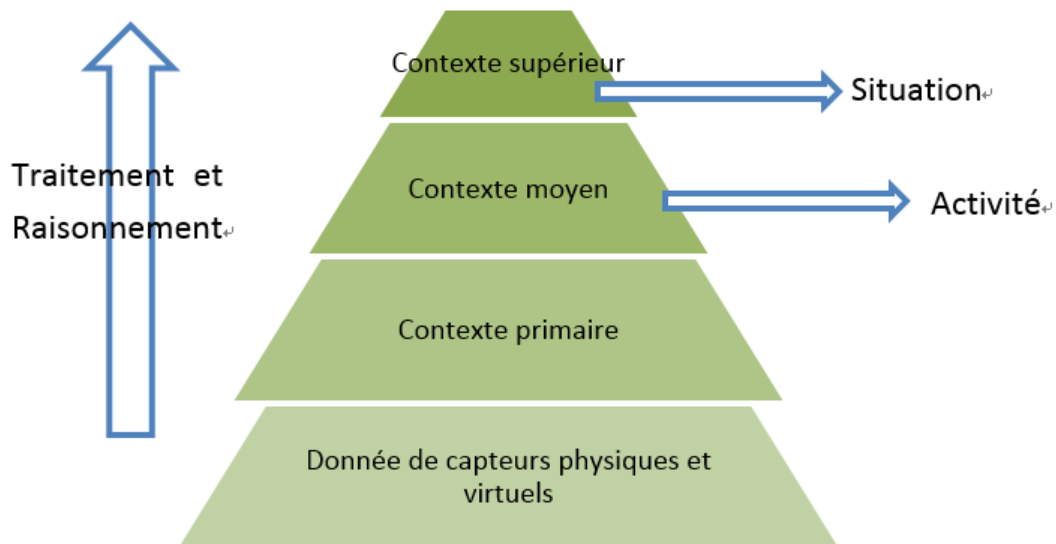 Contexte supérieur
Situation
Traitement et
Raisonnement
Contexte moyen
Activité
Contexte primaire
Donnée de capteurs physiques et
virtuels